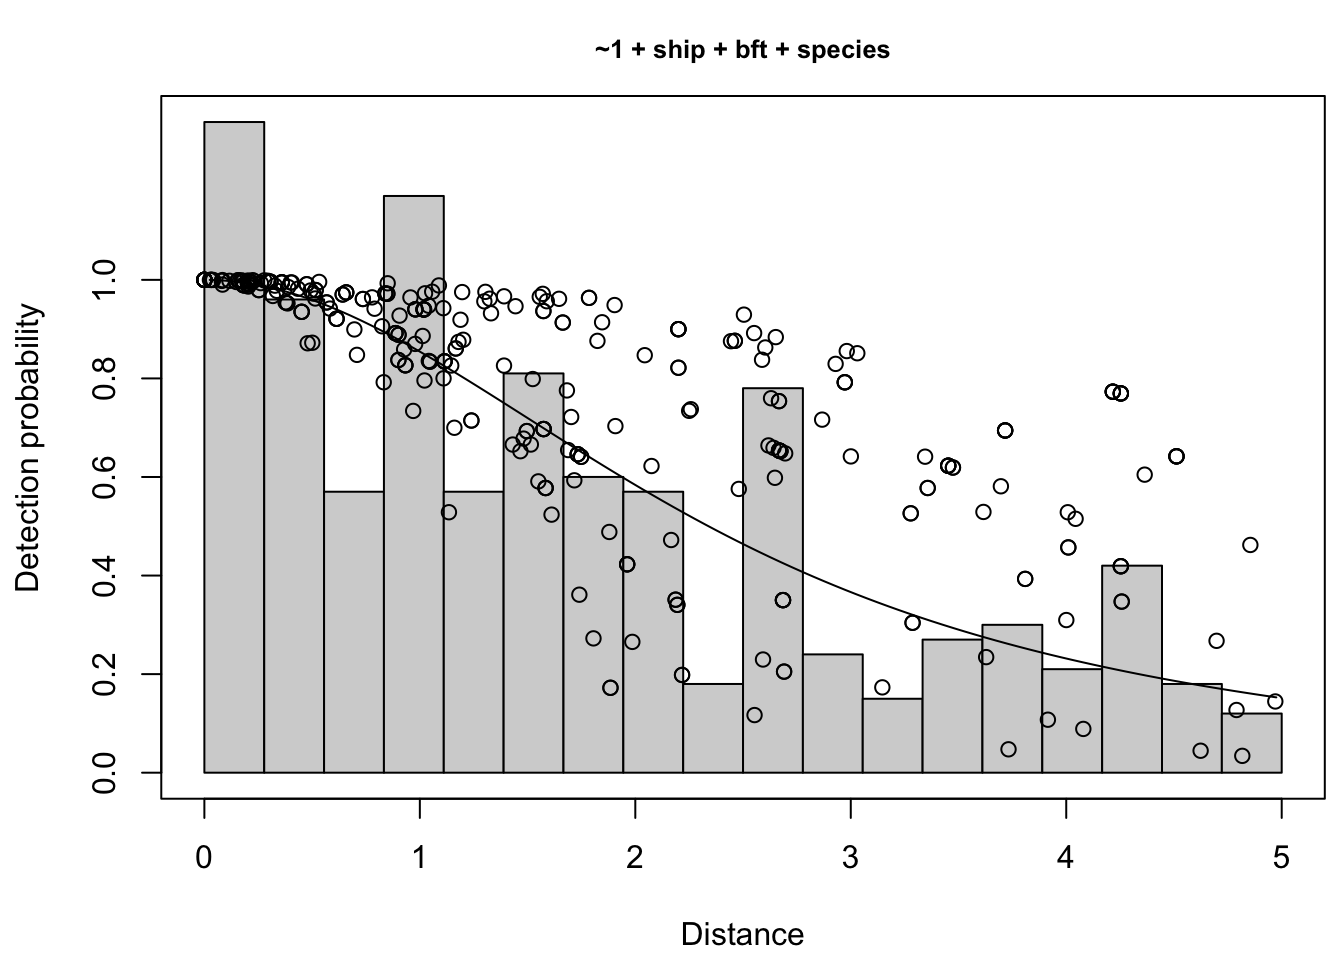 ~1 + ship + bft + species
Detection probability
1.0
0.8
0.6
0.4
0.2
0.0
0 1 2 3 4 5
Distance